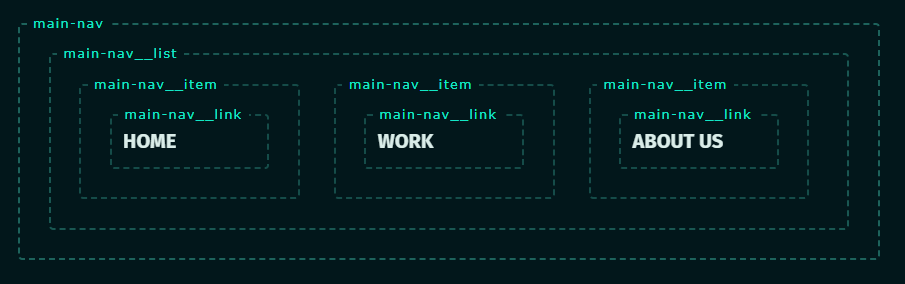 main-nav
main-nav__list
main-nav__item main-nav__item main-nav__item
main-nav__link main-nav__link main-nav__link
HOME WORK ABOUT US